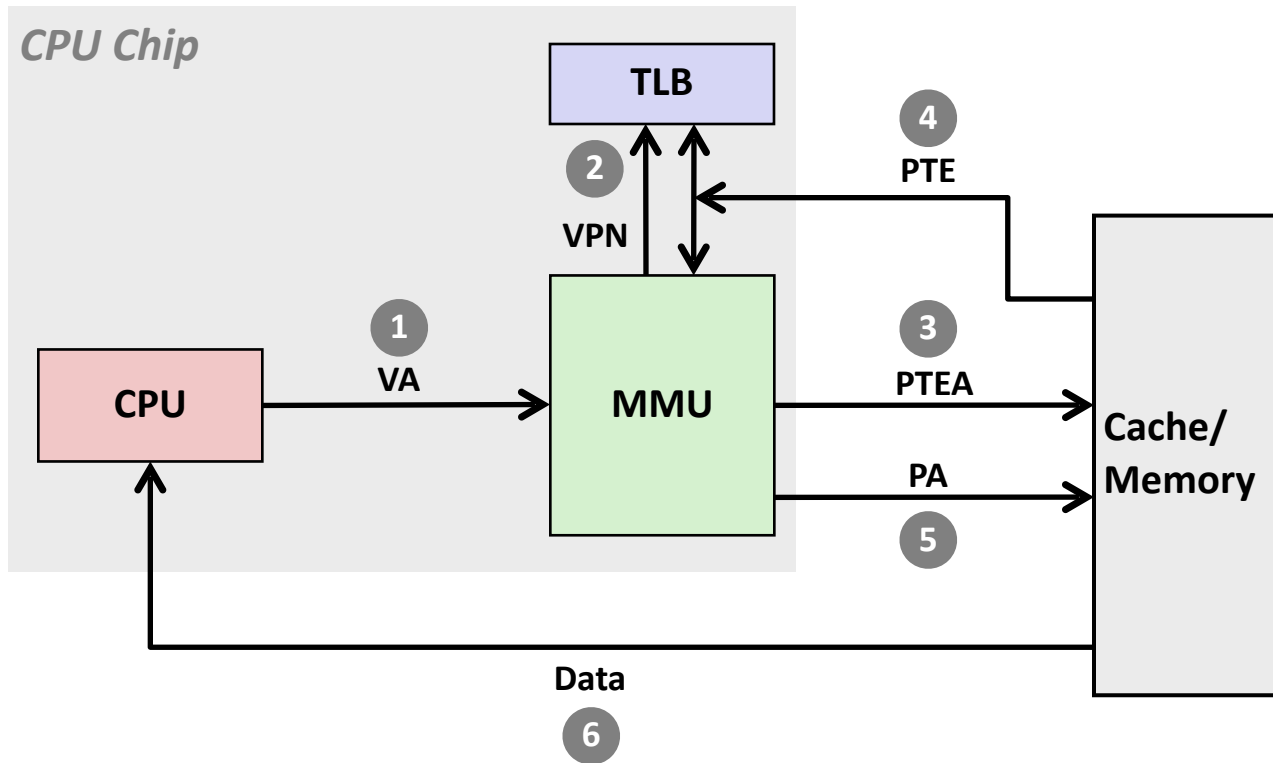 CPU Chip
TLB
4
2
PTE
VPN
1
3
VA
PTEA
CPU
MMU
Cache/
Memory
PA
5
Data
6